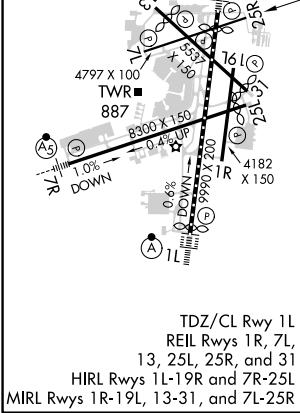 25R
7L
5537
X 150
4797 X 100
TWR
887
19L
25L
31
8300 X 150
0.4% UP
A5
7R
1.0%
DOWN
0.6%
DOWN
9990 X 200
1R
4182
X 150
P
A
1L
TDZ/CL Rwy 1L
REIL Rwys 1R, 7L,
13, 25L, 25R, and 31
HIRL Rwys 1L-19R and 7R-25L
MIRL Rwys 1R-19L, 13-31, and 7L-25R